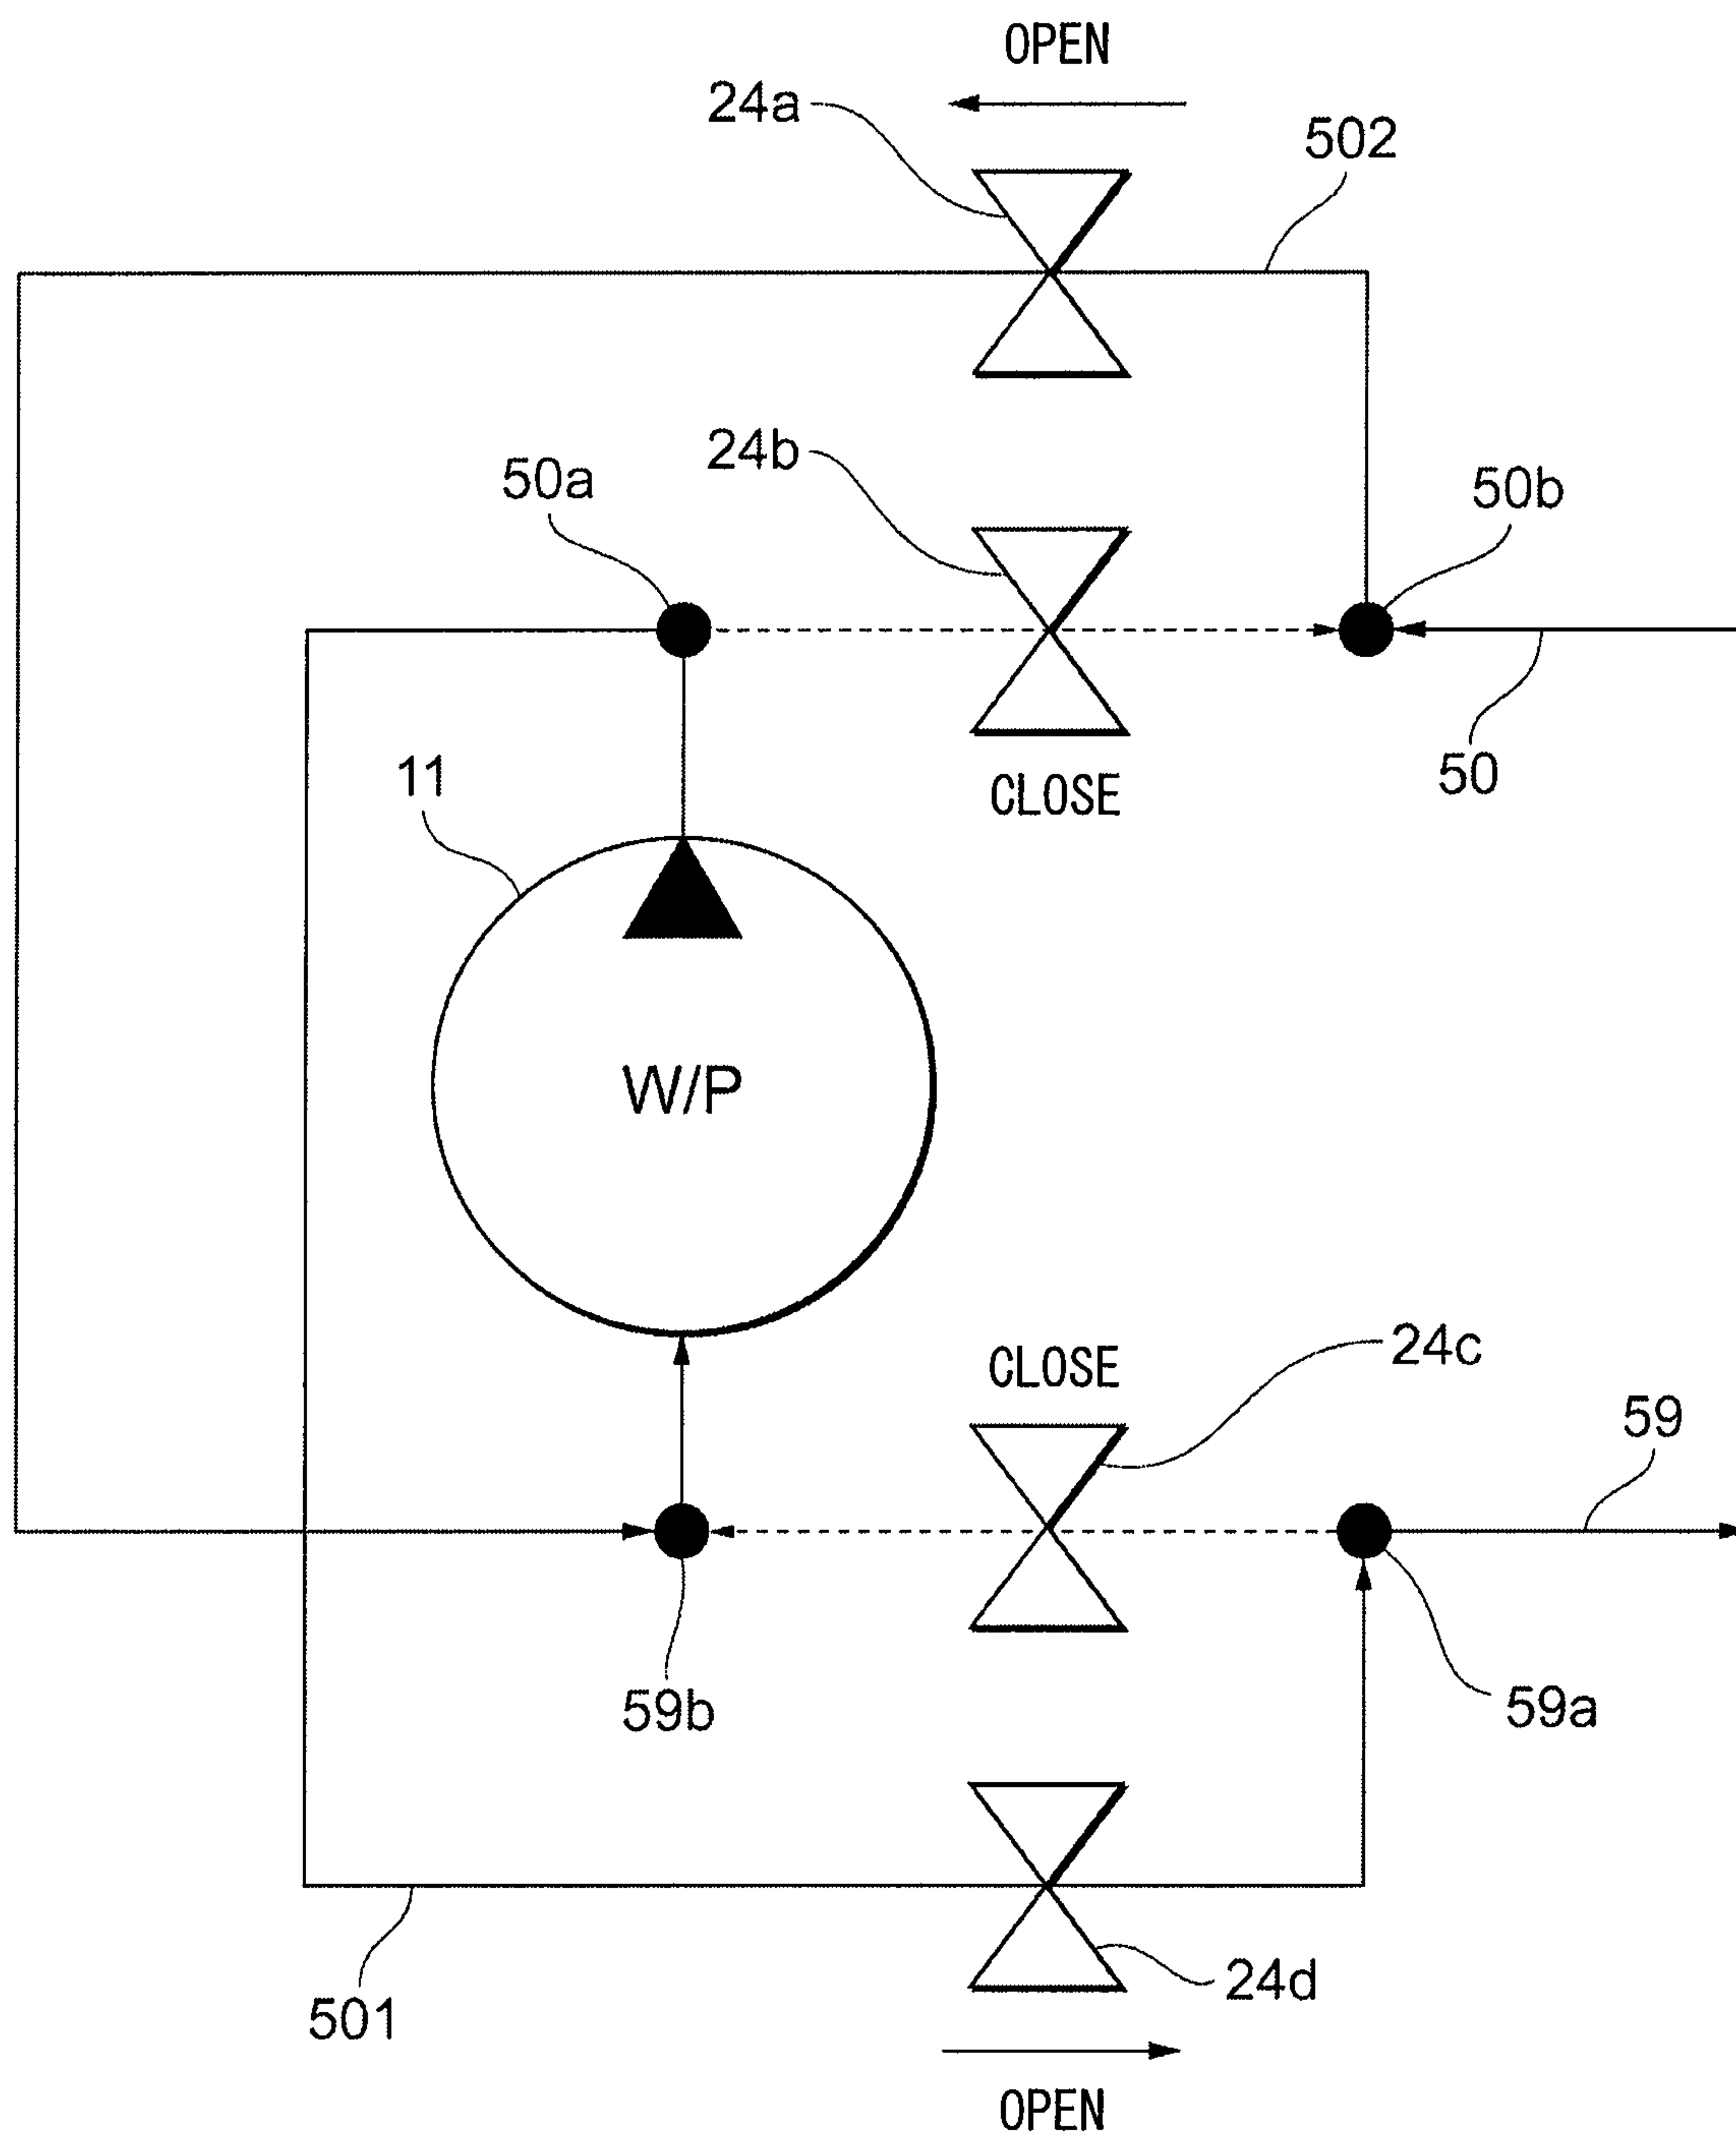 OPEN
24a
502
24b
50a
50b
50
11
CLOSE
W/P
CLOSE
24c
59
59b
59a
501
24d
OPEN